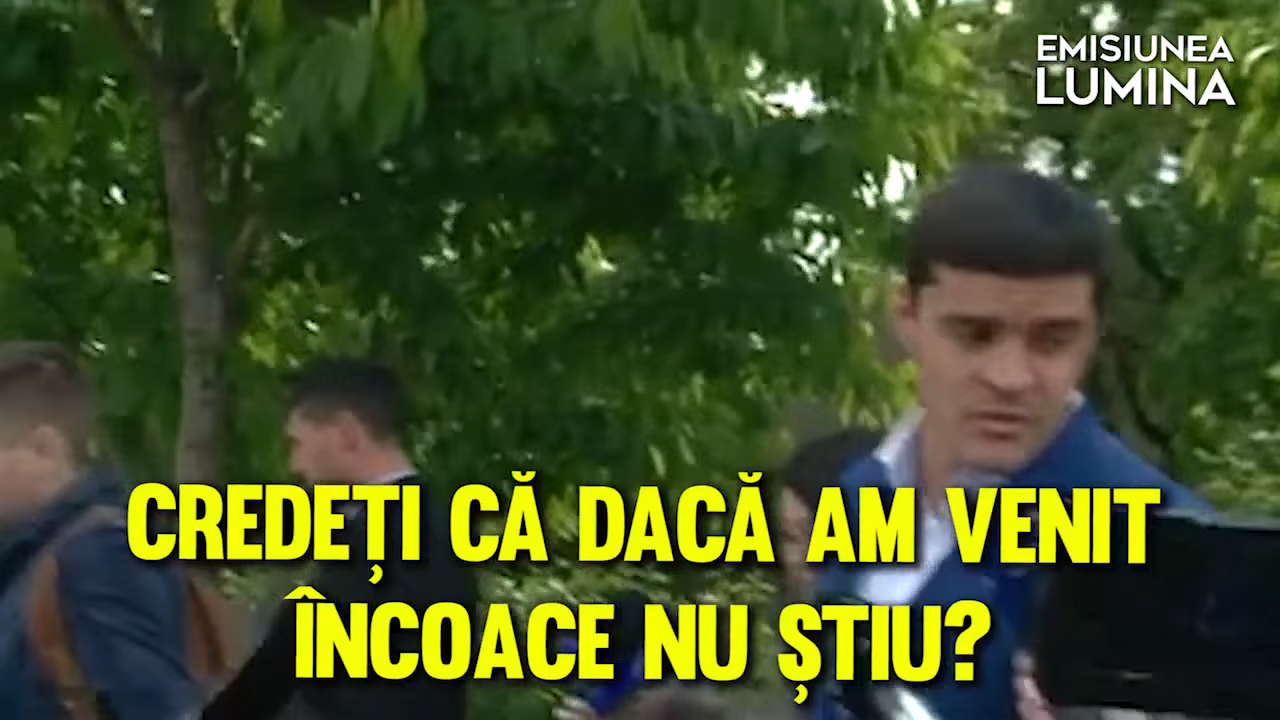 EMISIUNEA
LUMINA
CREDEȚI CĂ DACĂ AM VENIT
ÎNCOACE NU ȘTIU?